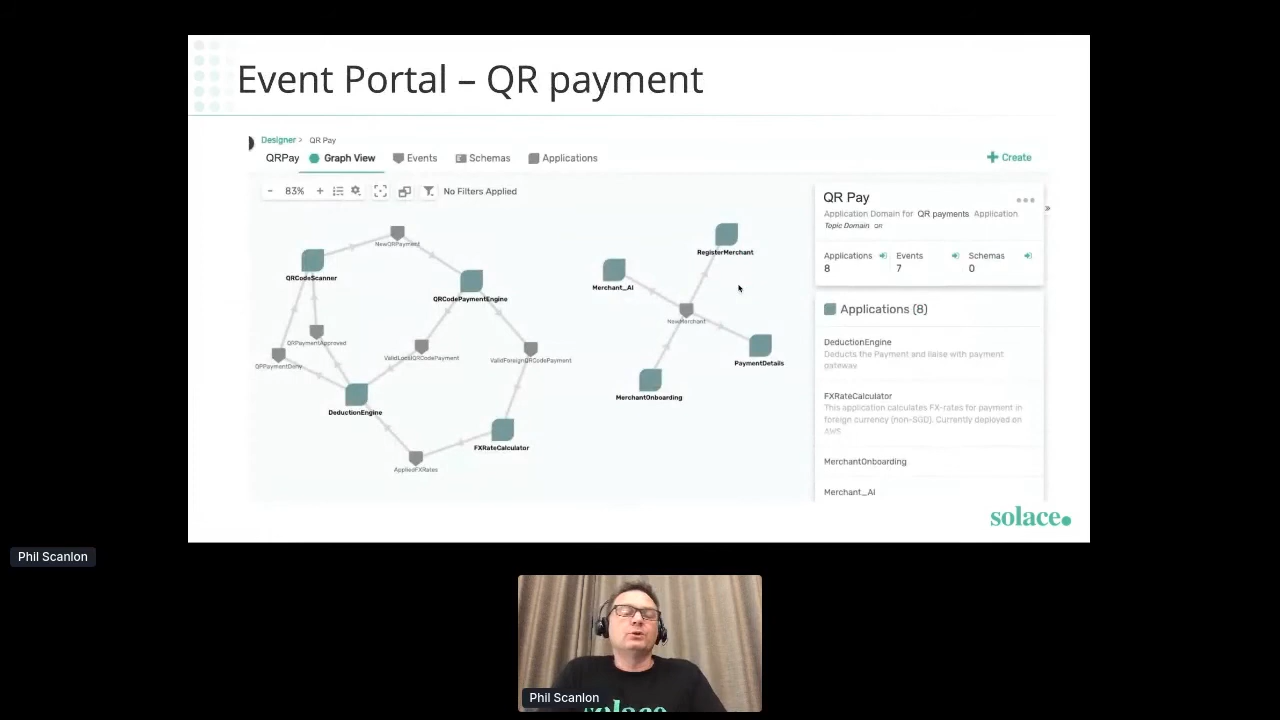 Event Portal – QR payment
Designer > QR Pay
QRPay Graph View Events Schemas Applications
Create
83% No Filters Applied
NewQRPayment
QRCodeScanner
QRCodePaymentEngine
QRPaymentApproved
QPPaymentDeny
ValidLocalQRCodePayment
ValidForeignQRCodePayment
DeductionEngine
FXRateCalculator
AppliedFXRates
RegisterMerchant
Merchant_AI
NewMerchant
PaymentDetails
MerchantOnboarding
QR Pay
Application Domain for QR payments Application
Topic Domain
Applications Events Schemas
8 7 0
Applications (8)
DeductionEngine
Deducts the Payment and liaise with payment
gateway
FXRateCalculator
This application calculates FX-rates for payment in
foreign currency (non-SGD). Currently deployed on
AWS
MerchantOnboarding
Merchant_AI
solace.
Phil Scanlon
Phil Scanlon
solace